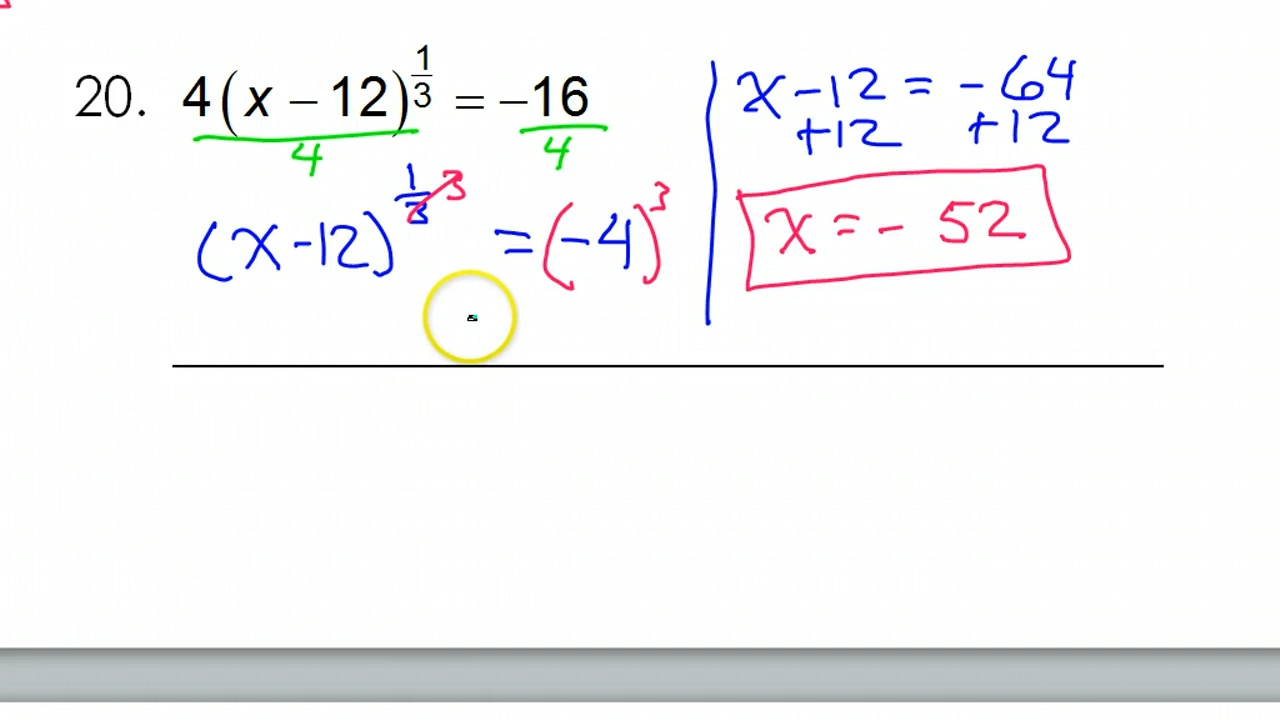 20. 4(x − 12)^(1/3) = −16
4 4
(x-12)^(1/3)^3 = (-4)^3
x-12 = -64
+12 +12
x = - 52